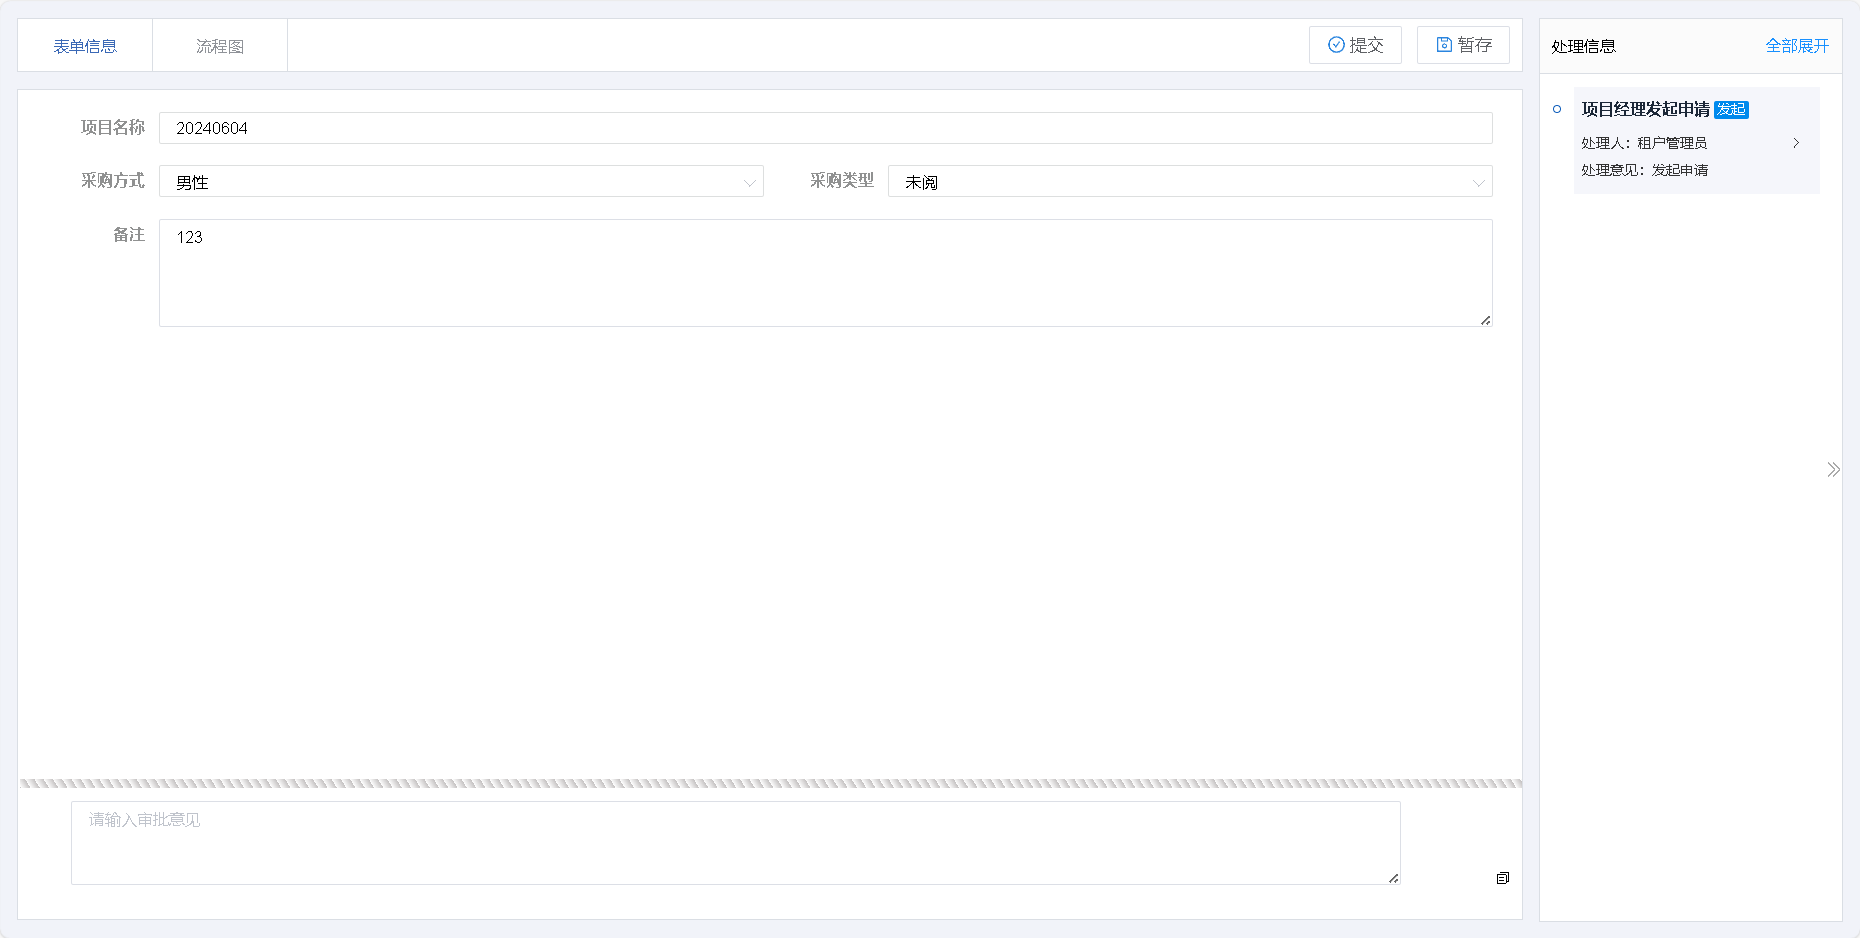 表单信息
流程图
提交
暂存
项目名称
20240604
采购方式
男性
采购类型
未阅
备注
123
请输入审批意见
处理信息
全部展开
项目经理发起申请 发起
处理人：租户管理员
处理意见：发起申请